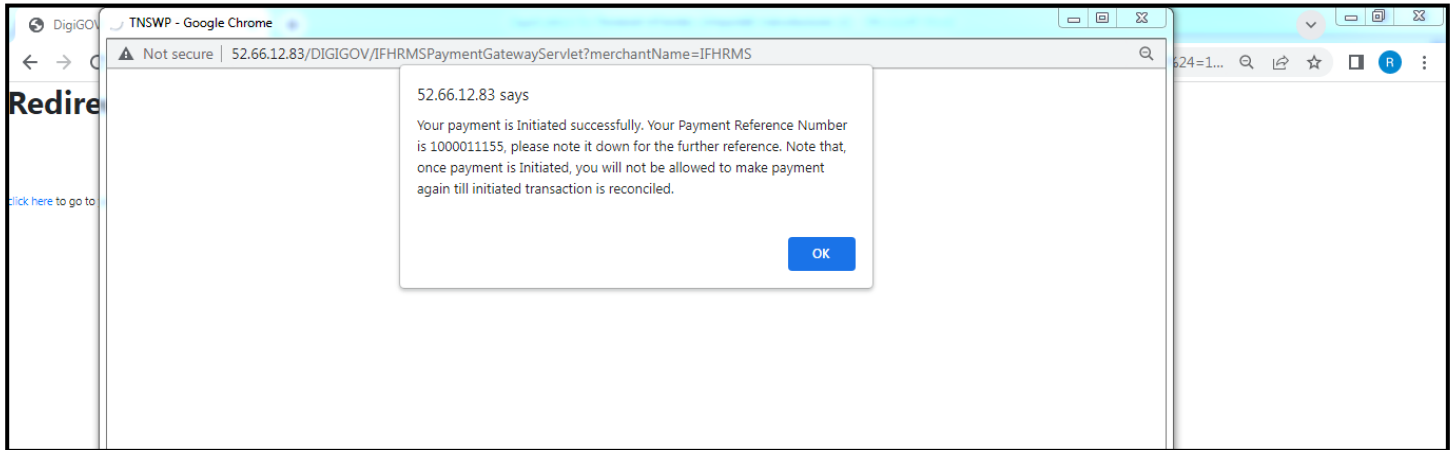 DigiGOV
TNSWP - Google Chrome
Not secure | 52.66.12.83/DIGIGOV/IFHRMSPaymentGatewayServlet?merchantName=IFHRMS
%24=1...
R
Redire
52.66.12.83 says
Your payment is Initiated successfully. Your Payment Reference Number
is 1000011155, please note it down for the further reference. Note that,
once payment is Initiated, you will not be allowed to make payment
again till initiated transaction is reconciled.
click here to go to
OK